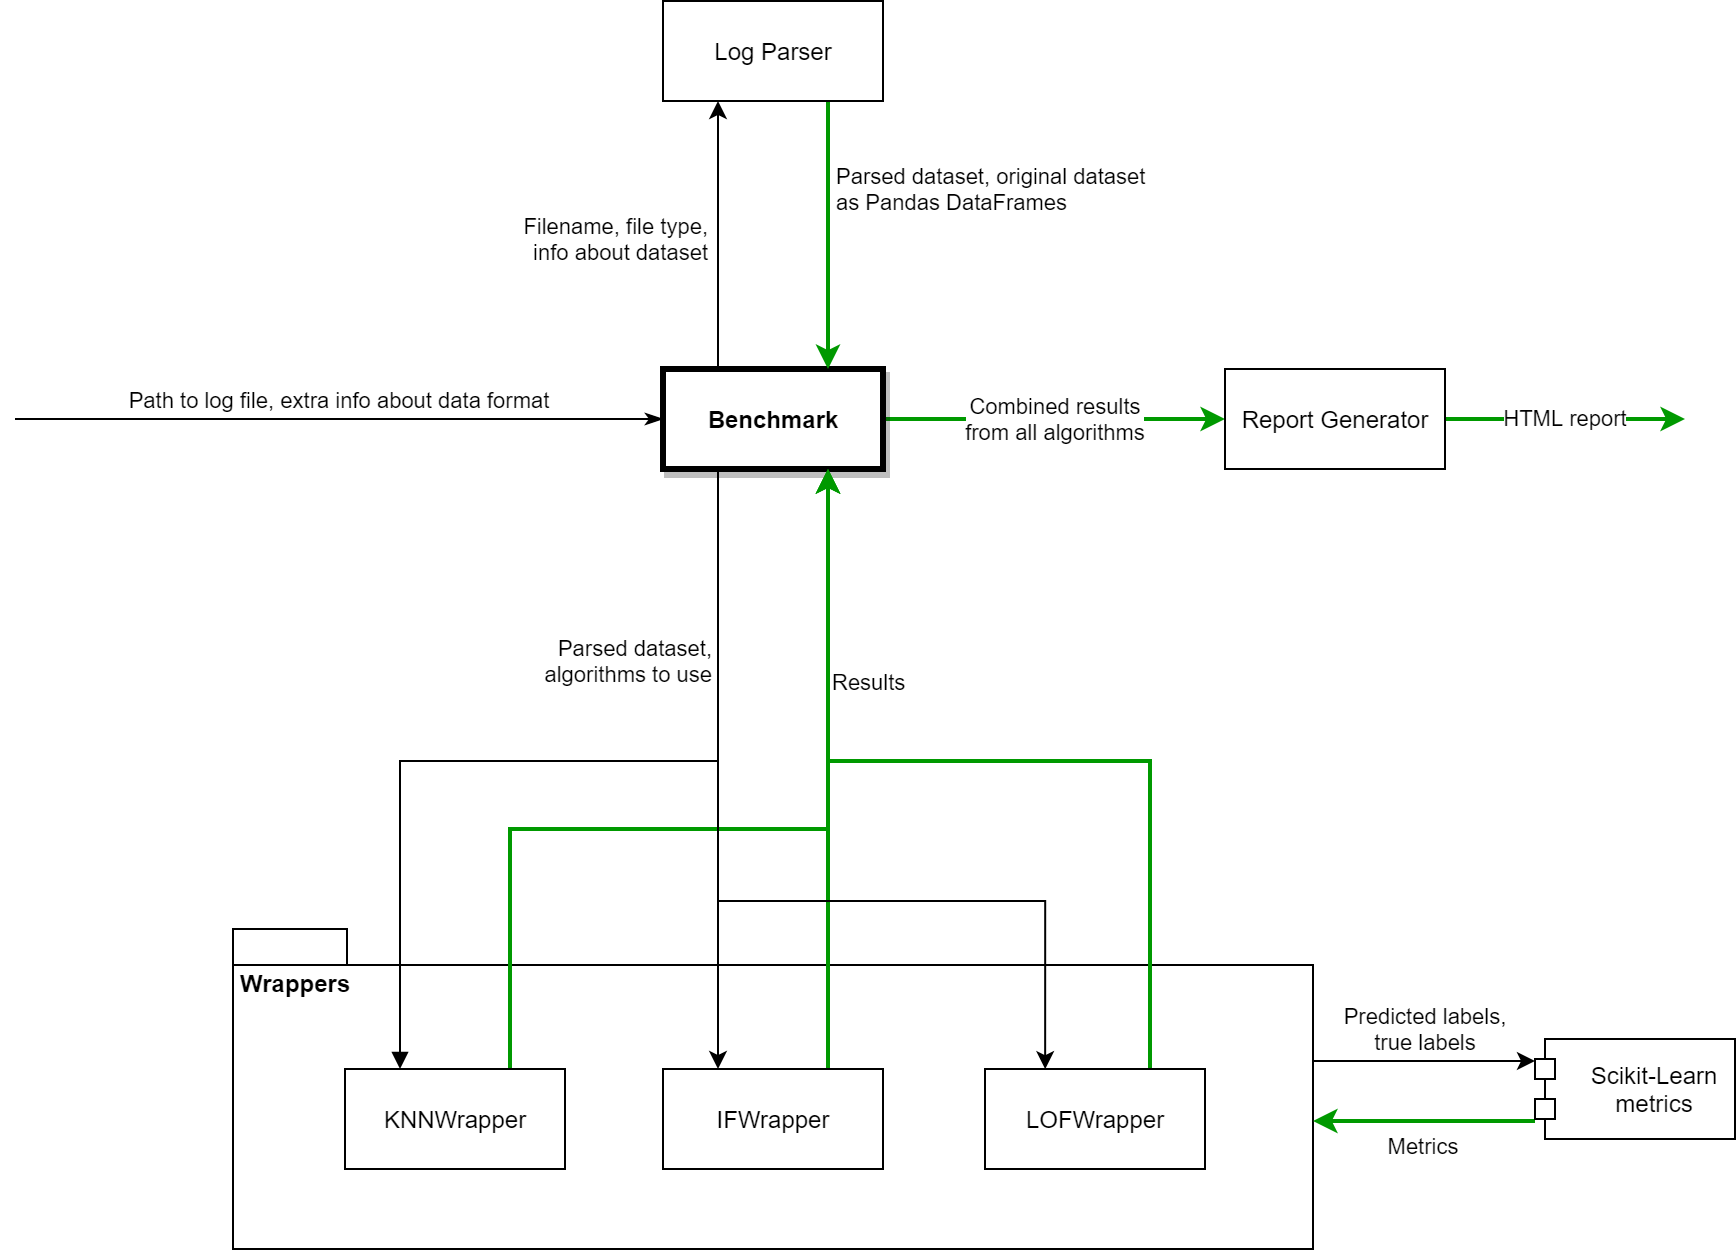 Log Parser
Parsed dataset, original dataset
as Pandas DataFrames
Filename, file type,
info about dataset
Path to log file, extra info about data format
Benchmark
Combined results
from all algorithms
Report Generator
HTML report
Parsed dataset,
algorithms to use
Results
Wrappers
KNNWrapper
IFWrapper
LOFWrapper
Predicted labels,
true labels
Scikit-Learn
metrics
Metrics